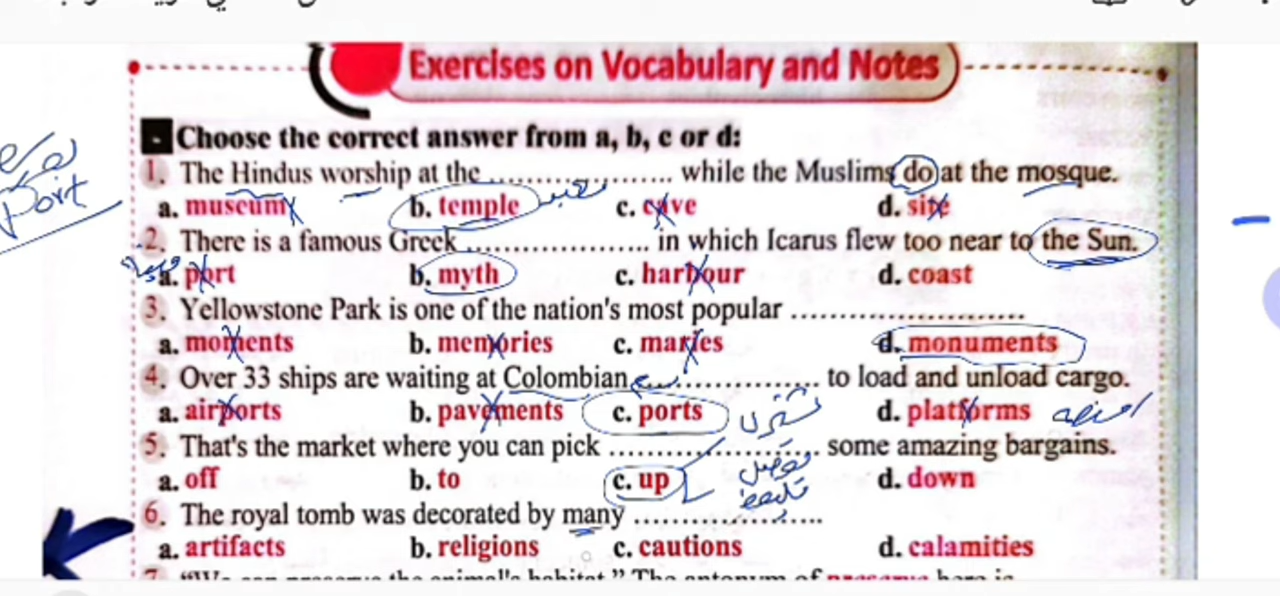 Exercises on Vocabulary and Notes
- Choose the correct answer from a, b, c or d:
Port
1. The Hindus worship at the .................... while the Muslims do at the mosque.
a. museum b. temple معبد c. cave d. site
2. There is a famous Greek .................... in which Icarus flew too near to the Sun.
a. port b. myth c. harbour d. coast
3. Yellowstone Park is one of the nation's most popular ....................
a. moments b. memories c. maries d. monuments
4. Over 33 ships are waiting at Colombian .................... to load and unload cargo.
a. airports b. pavements c. ports d. platforms
تشترى
5. That's the market where you can pick .................... some amazing bargains.
a. off b. to c. up d. down
6. The royal tomb was decorated by many ....................
a. artifacts b. religions c. cautions d. calamities